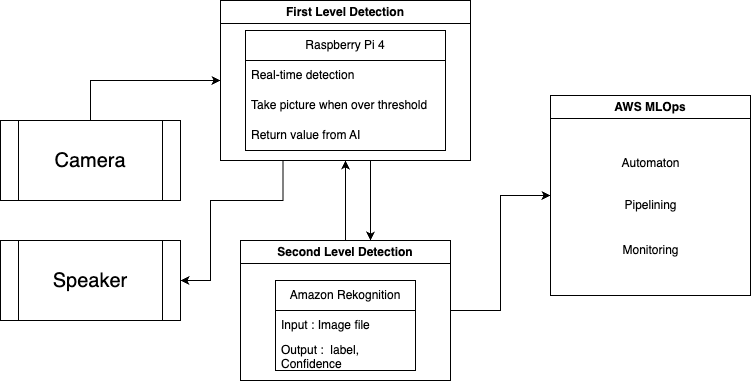 First Level Detection
Raspberry Pi 4
Real-time detection
Take picture when over threshold
Return value from AI
Camera
Speaker
Second Level Detection
Amazon Rekognition
Input : Image file
Output :  label,
Confidence
AWS MLOps
Automaton
Pipelining
Monitoring